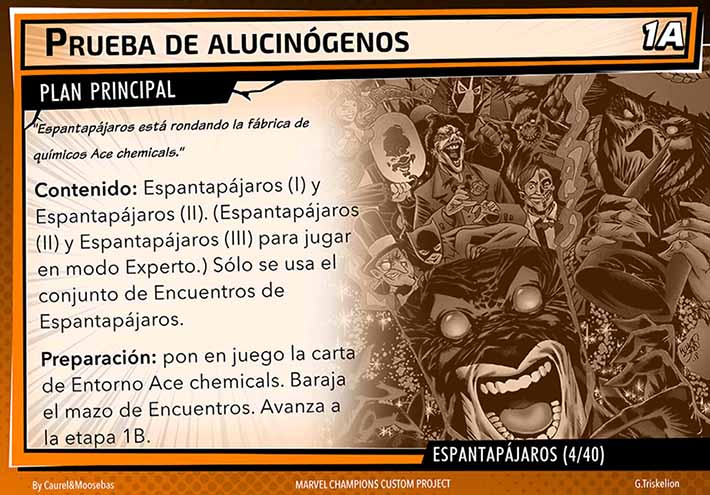 PRUEBA DE ALUCINÓGENOS
1A
PLAN PRINCIPAL
"Espantapájaros está rondando la fábrica de
químicos Ace chemicals."
Contenido: Espantapájaros (I) y
Espantapájaros (II). (Espantapájaros
(II) y Espantapájaros (III) para jugar
en modo Experto.) Sólo se usa el
conjunto de Encuentros de
Espantapájaros.
Preparación: pon en juego la carta
de Entorno Ace chemicals. Baraja
el mazo de Encuentros. Avanza a
la etapa 1B.
ESPANTAPÁJAROS (4/40)
By Caurel&Moosebas
MARVEL CHAMPIONS CUSTOM PROJECT
G.Triskelion